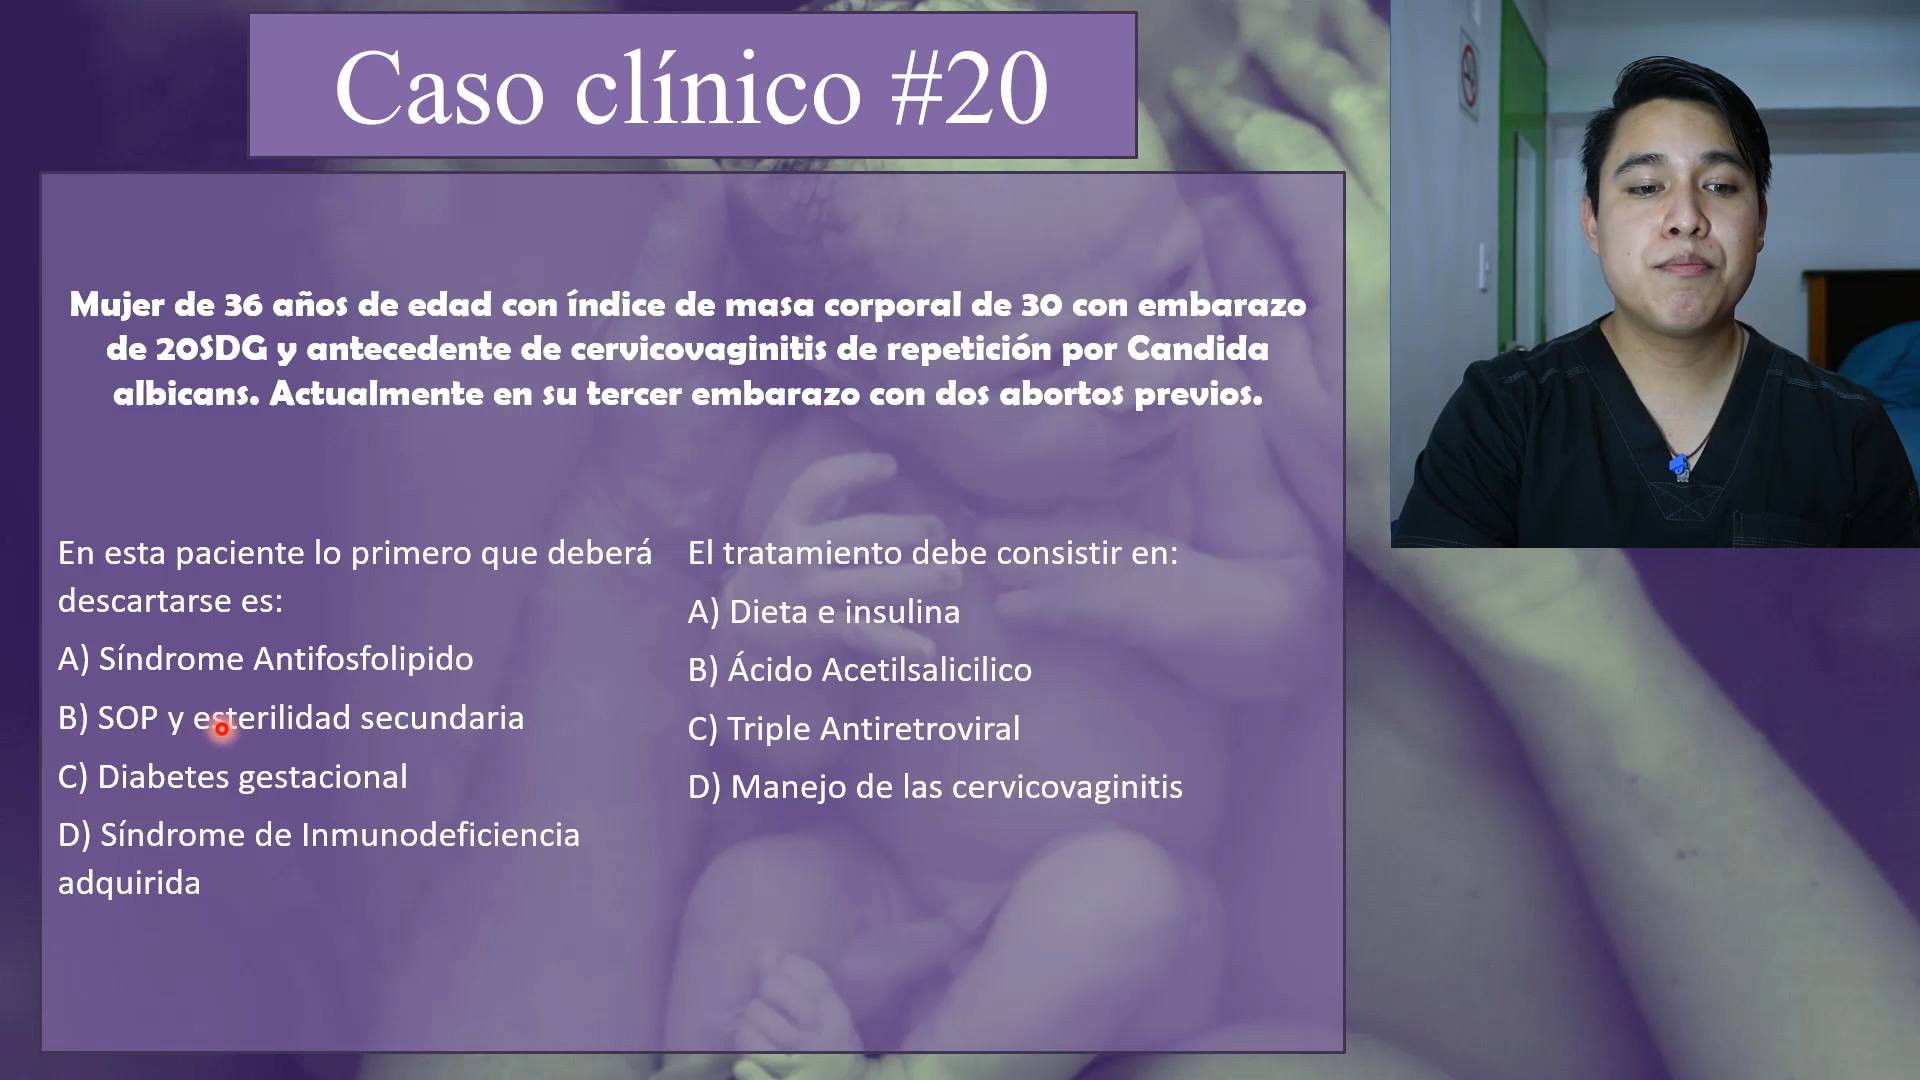 Caso clínico #20
Mujer de 36 años de edad con índice de masa corporal de 30 con embarazo
de 20SDG y antecedente de cervicovaginitis de repetición por Candida
albicans. Actualmente en su tercer embarazo con dos abortos previos.
En esta paciente lo primero que deberá
descartarse es:
A) Síndrome Antifosfolipido
B) SOP y esterilidad secundaria
C) Diabetes gestacional
D) Síndrome de Inmunodeficiencia
adquirida
El tratamiento debe consistir en:
A) Dieta e insulina
B) Ácido Acetilsalicilico
C) Triple Antiretroviral
D) Manejo de las cervicovaginitis